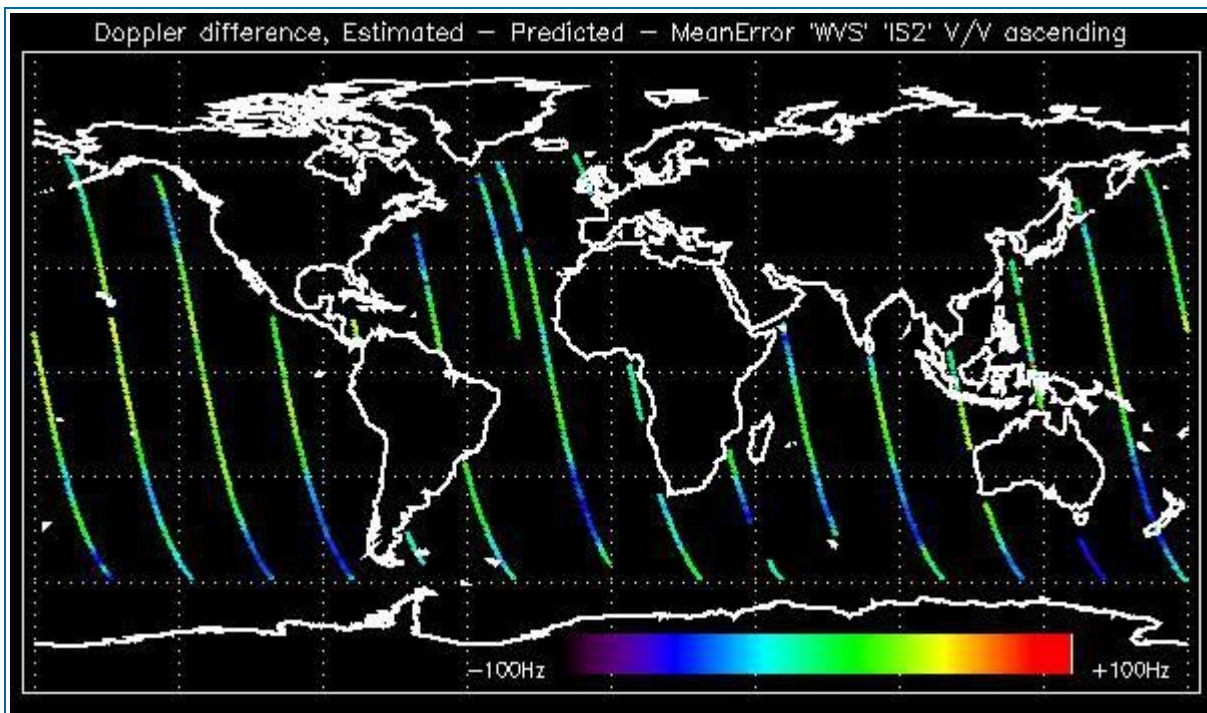 Doppler difference, Estimated – Predicted – MeanError 'WVS' 'IS2' V/V ascending
–100Hz +100Hz